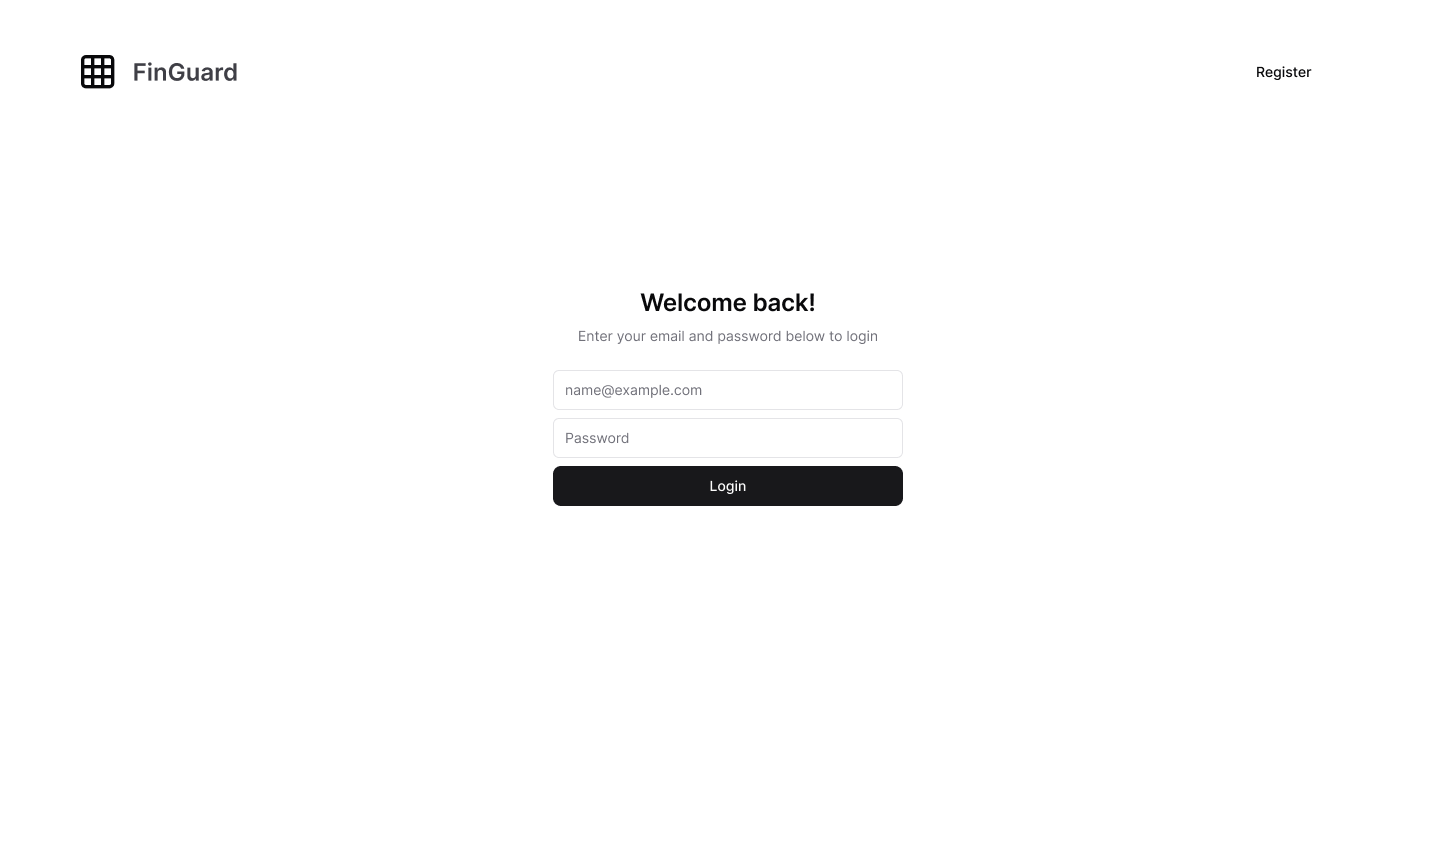 FinGuard
Register
Welcome back!
Enter your email and password below to login
name@example.com
Password
Login